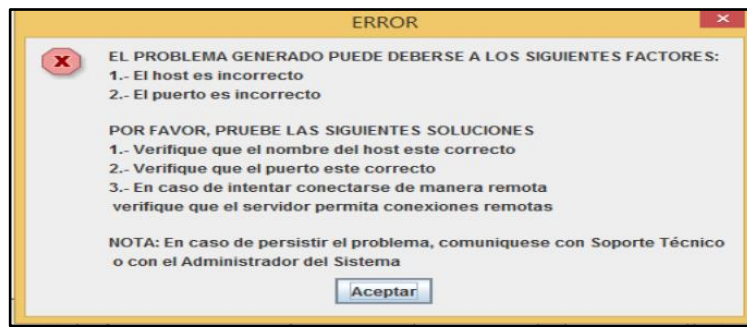 ERROR
EL PROBLEMA GENERADO PUEDE DEBERSE A LOS SIGUIENTES FACTORES:
1.- El host es incorrecto
2.- El puerto es incorrecto
POR FAVOR, PRUEBE LAS SIGUIENTES SOLUCIONES
1.- Verifique que el nombre del host este correcto
2.- Verifique que el puerto este correcto
3.- En caso de intentar conectarse de manera remota
verifique que el servidor permita conexiones remotas
NOTA: En caso de persistir el problema, comuniquese con Soporte Técnico
o con el Administrador del Sistema
Aceptar